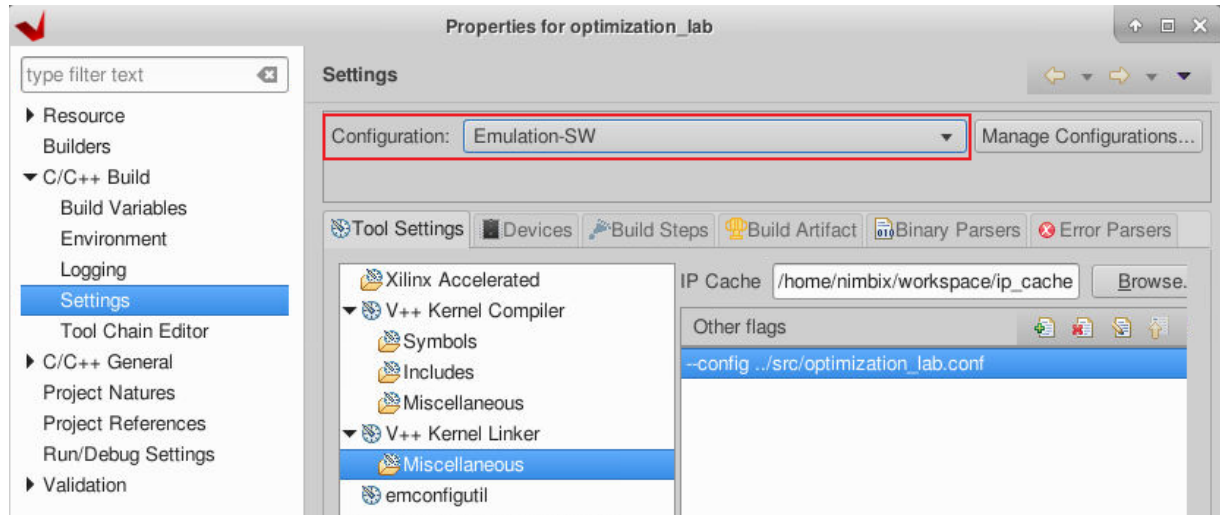 Properties for optimization_lab
type filter text
Resource
Builders
C/C++ Build
Build Variables
Environment
Logging
Settings
Tool Chain Editor
C/C++ General
Project Natures
Project References
Run/Debug Settings
Validation
Settings
Configuration: Emulation-SW Manage Configurations...
Tool Settings Devices Build Steps Build Artifact Binary Parsers Error Parsers
Xilinx Accelerated
V++ Kernel Compiler
Symbols
Includes
Miscellaneous
V++ Kernel Linker
Miscellaneous
emconfigutil
IP Cache /home/nimbix/workspace/ip_cache Browse.
Other flags
--config ../src/optimization_lab.conf